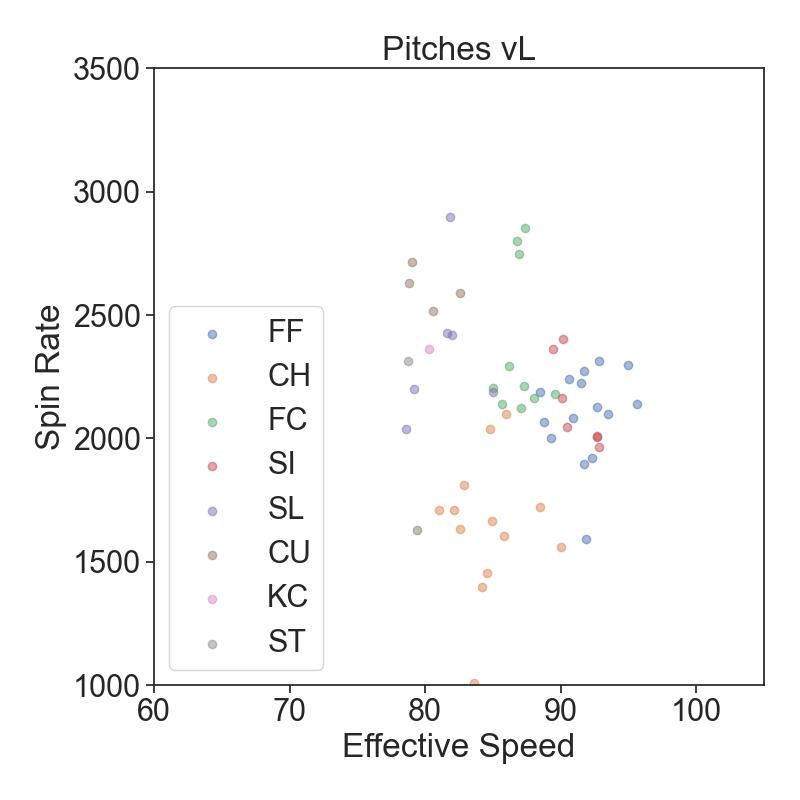 Pitches vL
3500
3000
2500
2000
1500
1000
Spin Rate
FF
CH
FC
SI
SL
CU
KC
ST
60 70 80 90 100
Effective Speed